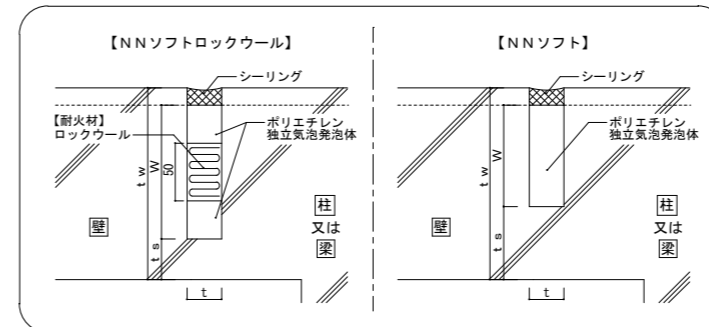 【NNソフトロックウール】
シーリング
【耐火材】
ロックウール
ポリエチレン
独立気泡発泡体
tw
W
50
ts
壁
柱
又は
梁
t
【NNソフト】
シーリング
ポリエチレン
独立気泡発泡体
tw
W
ts
壁
柱
又は
梁
t